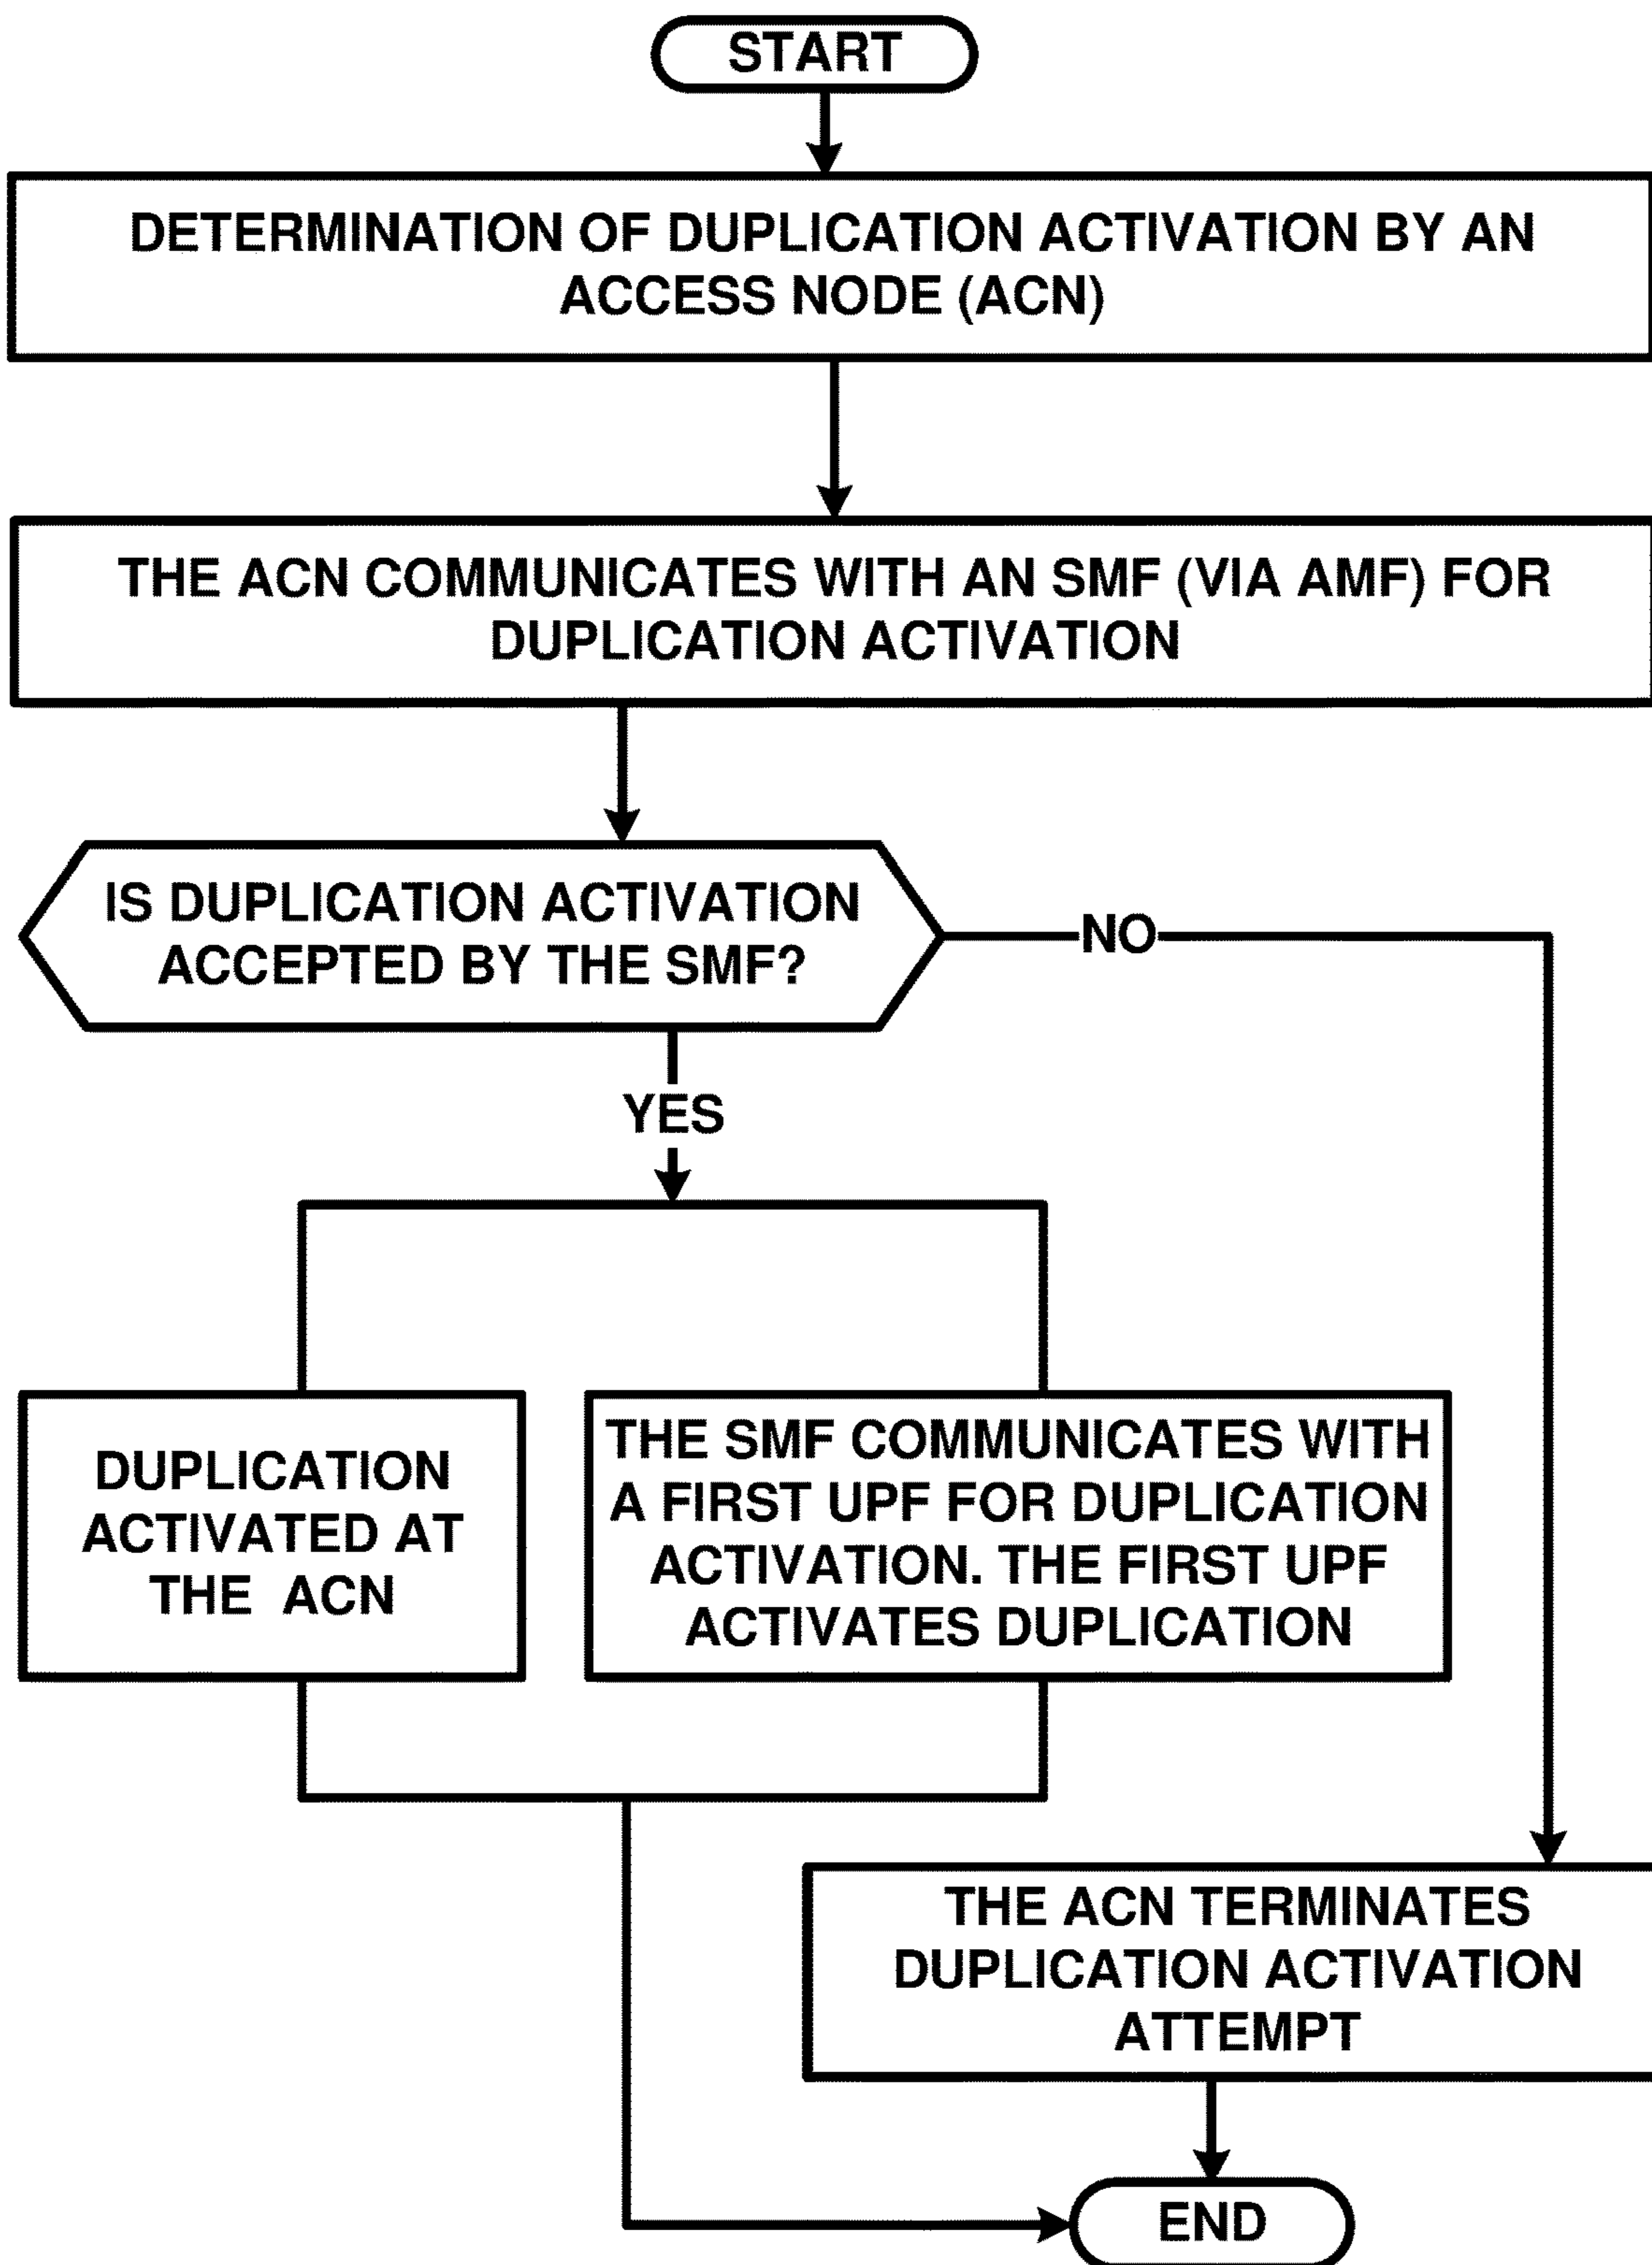 START
DETERMINATION OF DUPLICATION ACTIVATION BY AN
ACCESS NODE (ACN)
THE ACN COMMUNICATES WITH AN SMF (VIA AMF) FOR
DUPLICATION ACTIVATION
IS DUPLICATION ACTIVATION
ACCEPTED BY THE SMF?
NO
YES
DUPLICATION
ACTIVATED AT
THE ACN
THE SMF COMMUNICATES WITH
A FIRST UPF FOR DUPLICATION
ACTIVATION. THE FIRST UPF
ACTIVATES DUPLICATION
THE ACN TERMINATES
DUPLICATION ACTIVATION
ATTEMPT
END